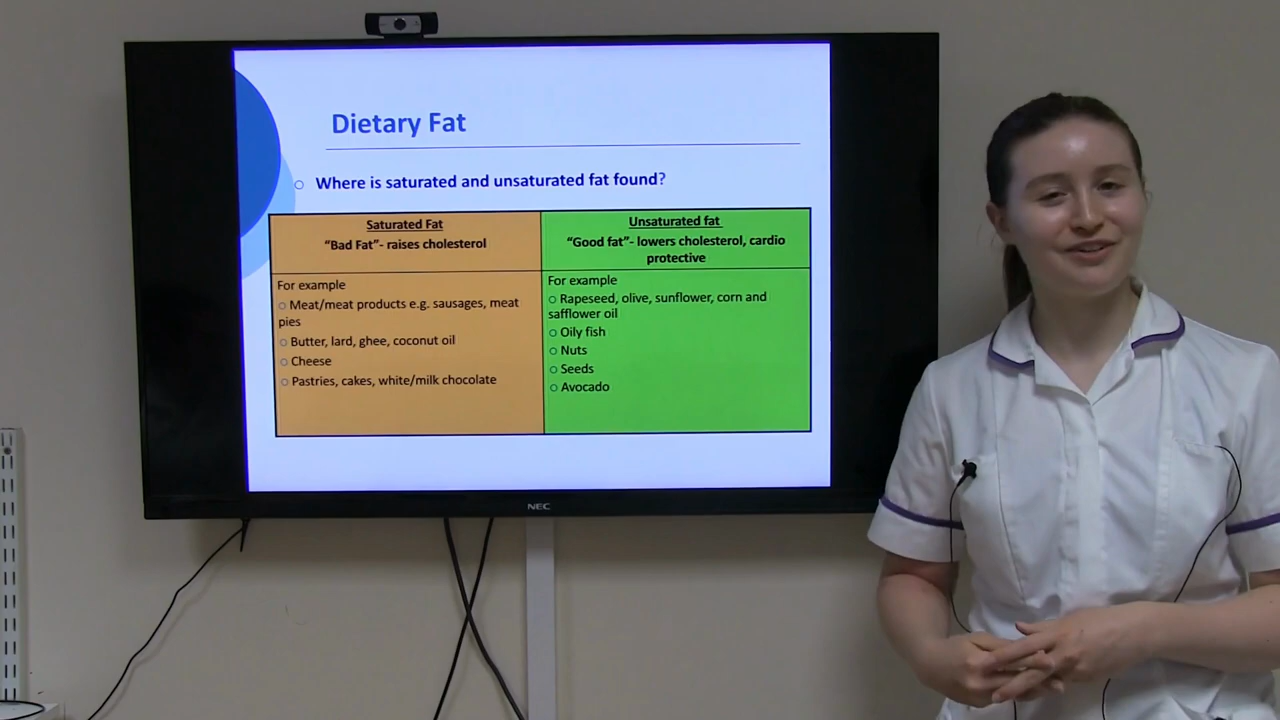 Dietary Fat
Where is saturated and unsaturated fat found?
Saturated Fat
“Bad Fat”- raises cholesterol
For example
Meat/meat products e.g. sausages, meat
pies
Butter, lard, ghee, coconut oil
Cheese
Pastries, cakes, white/milk chocolate
Unsaturated fat
“Good fat”- lowers cholesterol, cardio
protective
For example
Rapeseed, olive, sunflower, corn and
safflower oil
Oily fish
Nuts
Seeds
Avocado
NEC